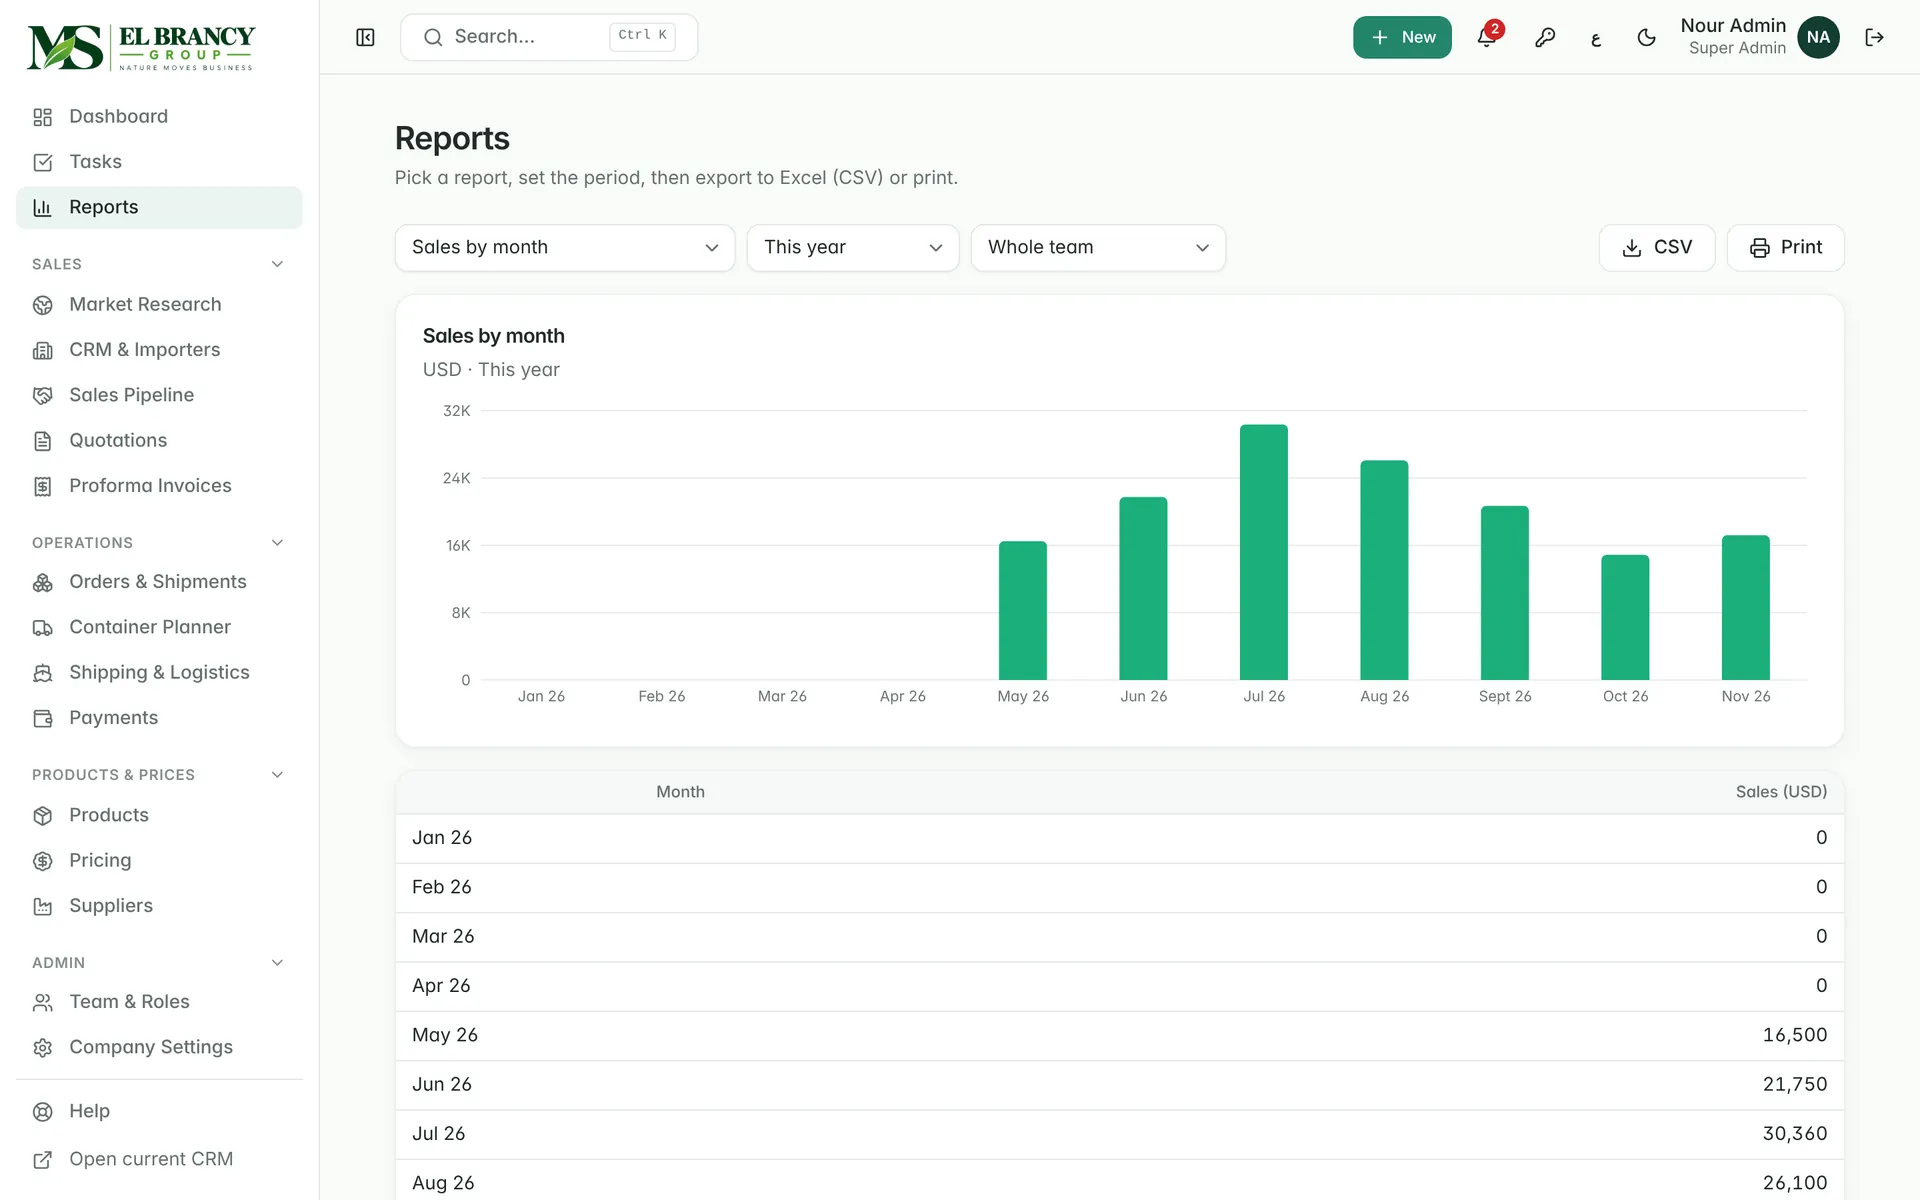 MS EL BRANCY
GROUP
NATURE MOVES BUSINESS
Search...
Ctrl K
New
2
ع
Nour Admin
Super Admin
NA
Dashboard
Tasks
Reports
SALES
Market Research
CRM & Importers
Sales Pipeline
Quotations
Proforma Invoices
OPERATIONS
Orders & Shipments
Container Planner
Shipping & Logistics
Payments
PRODUCTS & PRICES
Products
Pricing
Suppliers
ADMIN
Team & Roles
Company Settings
Help
Open current CRM
Reports
Pick a report, set the period, then export to Excel (CSV) or print.
Sales by month
This year
Whole team
CSV
Print
Sales by month
USD · This year
32K
24K
16K
8K
0
Jan 26 Feb 26 Mar 26 Apr 26 May 26 Jun 26 Jul 26 Aug 26 Sept 26 Oct 26 Nov 26
Month Sales (USD)
Jan 26 0
Feb 26 0
Mar 26 0
Apr 26 0
May 26 16,500
Jun 26 21,750
Jul 26 30,360
Aug 26 26,100